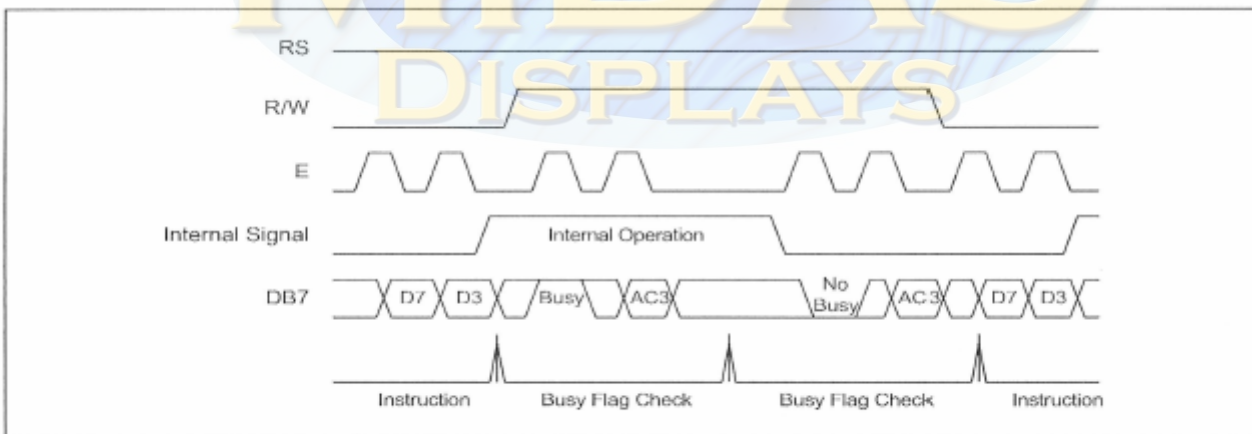 MIDAS
DISPLAYS
RS
R/W
E
Internal Signal
Internal Operation
DB7
D7 D3 Busy AC3 No Busy AC3 D7 D3
Instruction Busy Flag Check Busy Flag Check Instruction